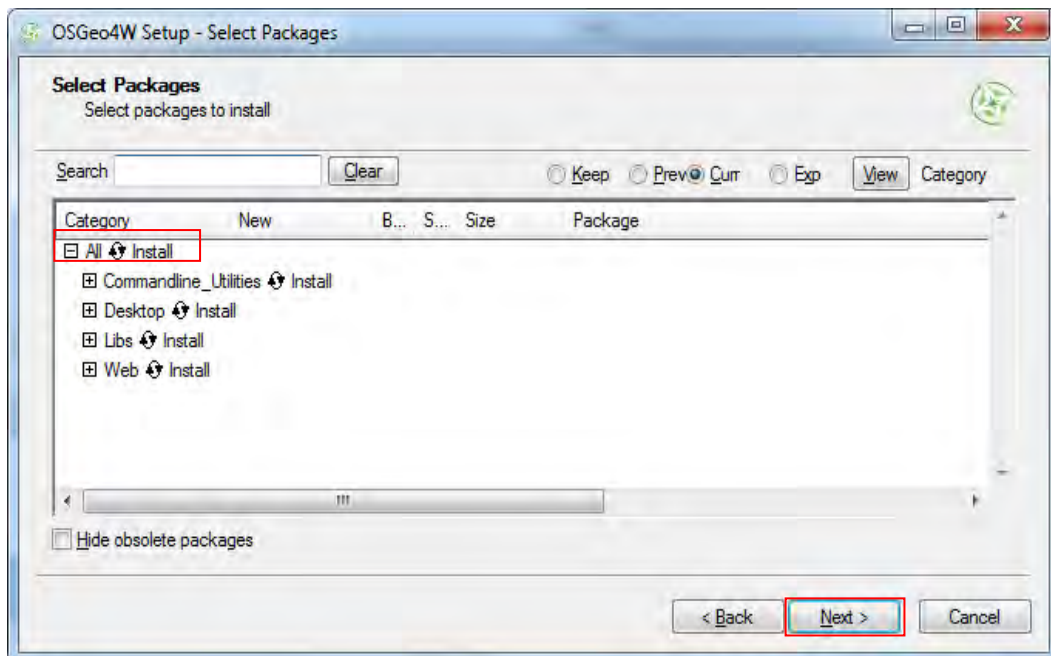 OSGeo4W Setup - Select Packages
Select Packages
Select packages to install
Search Clear Keep Prev Curr Exp View Category
Category New B... S... Size Package
All Install
Commandline_Utilities Install
Desktop Install
Libs Install
Web Install
Hide obsolete packages
< Back Next > Cancel